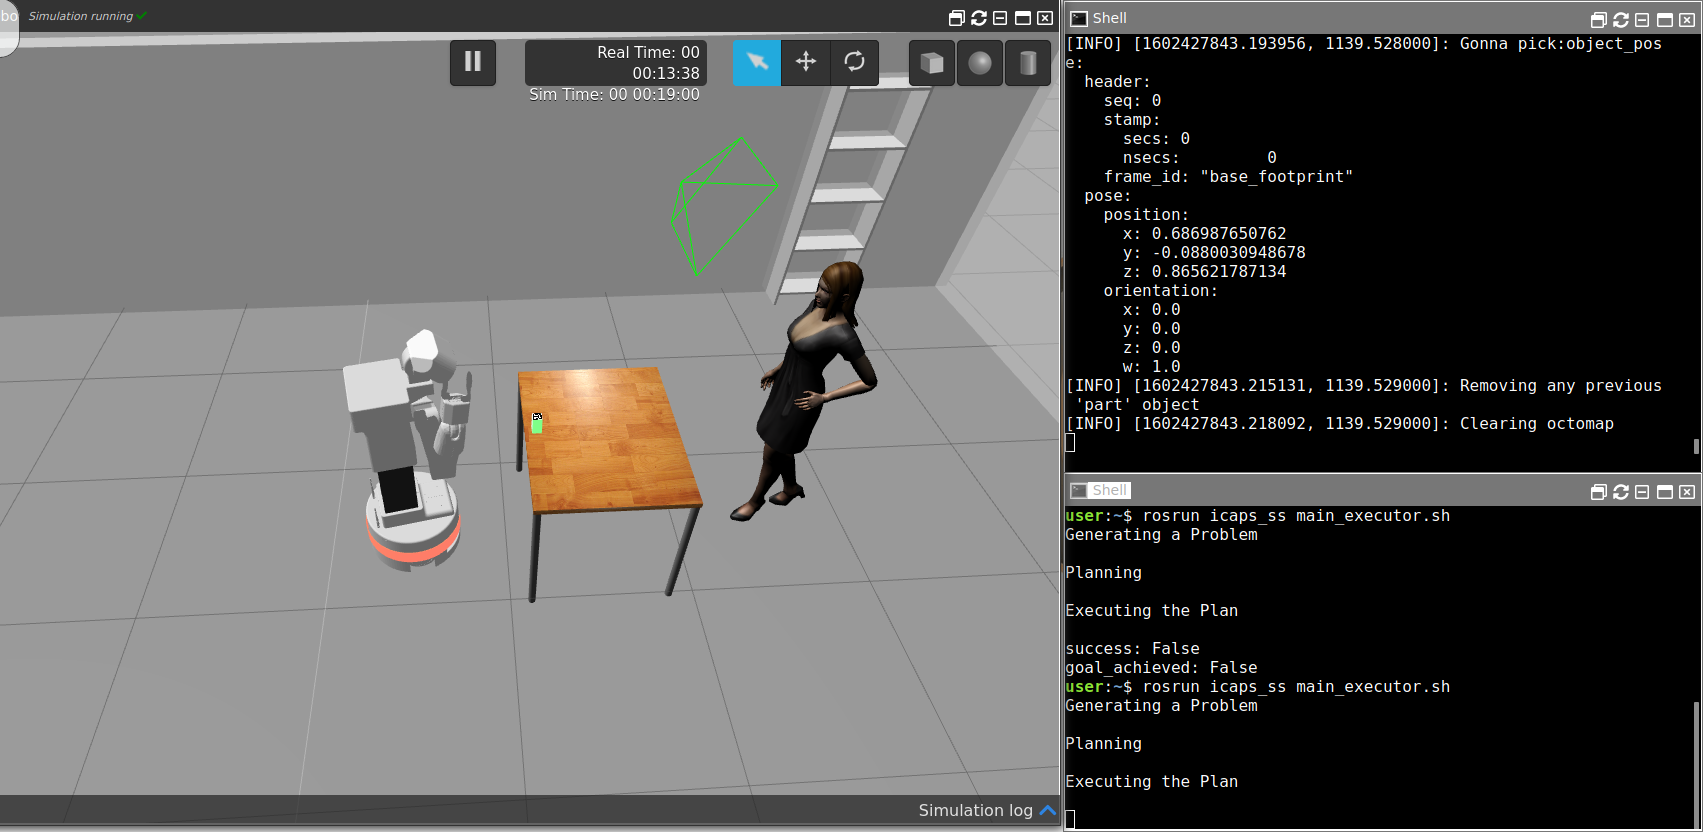 bo
Simulation running
Real Time: 00
00:13:38
Sim Time: 00 00:19:00
Simulation log
Shell
[INFO] [1602427843.193956, 1139.528000]: Gonna pick:object_pos
e:
header:
seq: 0
stamp:
secs: 0
nsecs:         0
frame_id: "base_footprint"
pose:
position:
x: 0.686987650762
y: -0.0880030948678
z: 0.865621787134
orientation:
x: 0.0
y: 0.0
z: 0.0
w: 1.0
[INFO] [1602427843.215131, 1139.529000]: Removing any previous
'part' object
[INFO] [1602427843.218092, 1139.529000]: Clearing octomap
Shell
user:~$ rosrun icaps_ss main_executor.sh
Generating a Problem
Planning
Executing the Plan
success: False
goal_achieved: False
user:~$ rosrun icaps_ss main_executor.sh
Generating a Problem
Planning
Executing the Plan